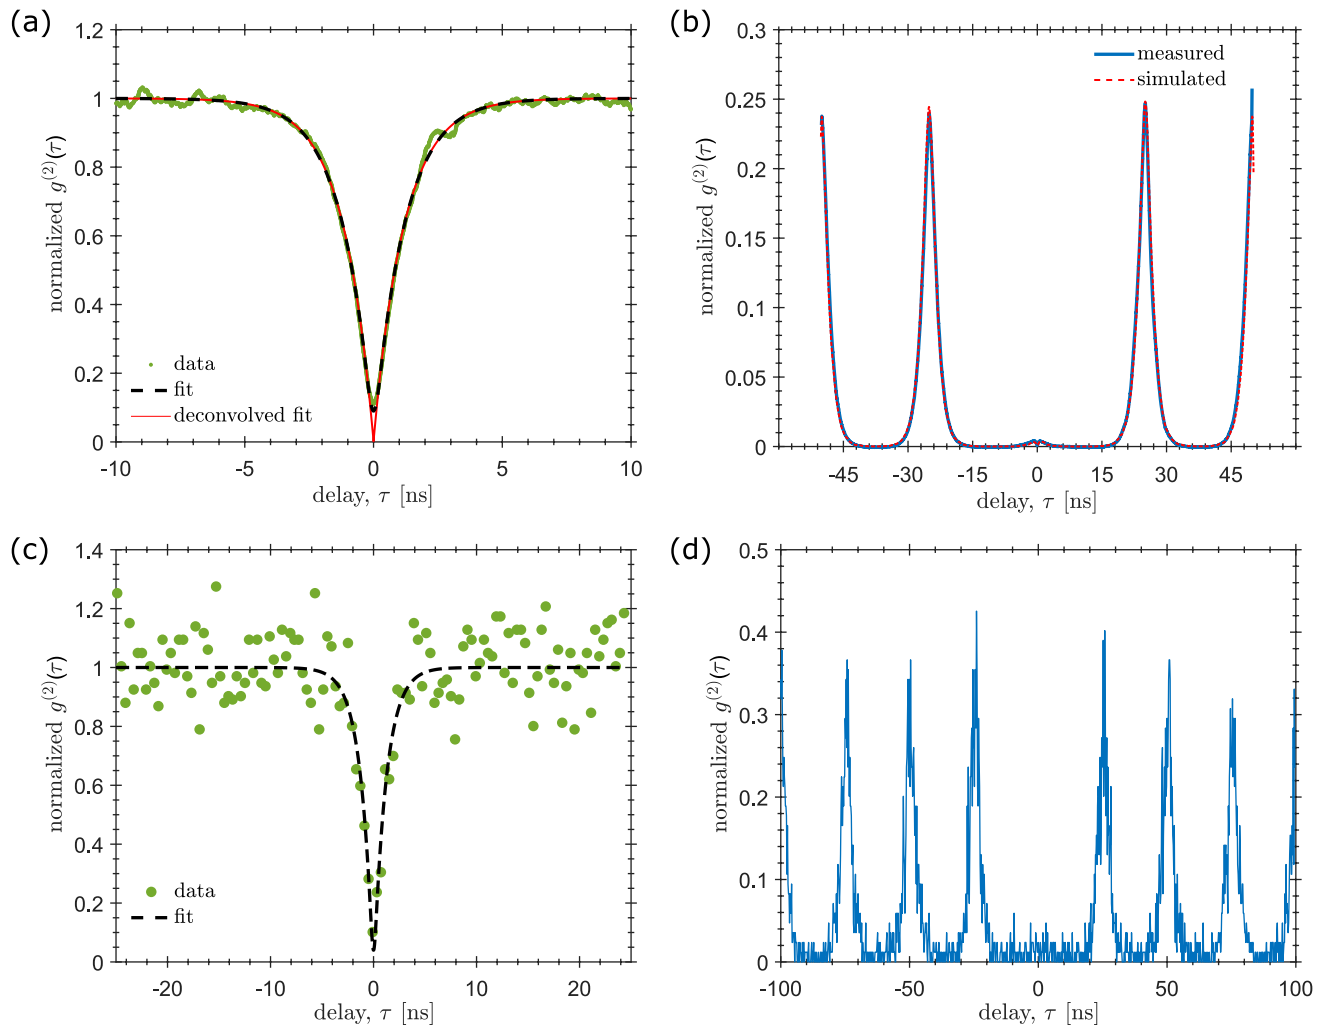 (a)
1.2
1
0.8
0.6
0.4
0.2
0
normalized g^(2)(τ)
data
fit
deconvolved fit
-10 -5 0 5 10
delay, τ [ns]
(b)
0.3
0.25
0.2
0.15
0.1
0.05
0
normalized g^(2)(τ)
measured
simulated
-45 -30 -15 0 15 30 45
delay, τ [ns]
(c)
1.4
1.2
1
0.8
0.6
0.4
0.2
0
normalized g^(2)(τ)
data
fit
-20 -10 0 10 20
delay, τ [ns]
(d)
0.5
0.4
0.3
0.2
0.1
0
normalized g^(2)(τ)
-100 -50 0 50 100
delay, τ [ns]